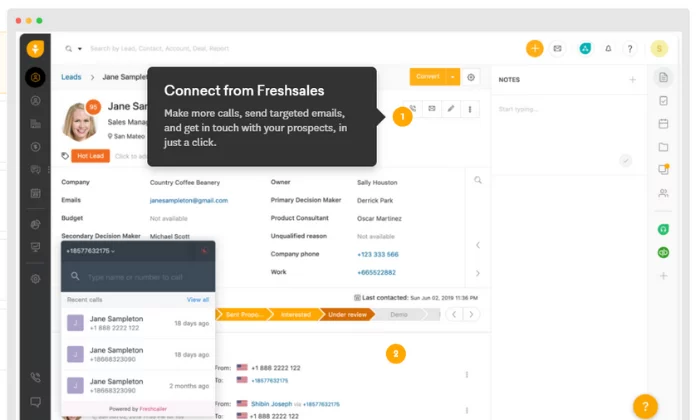 Search by Lead, Contact, Account, Deal, Report
S
Leads > Jane Sampleton
Convert
NOTES
Connect from Freshsales
Make more calls, send targeted emails,
and get in touch with your prospects, in
just a click.
1
Start typing...
96
Jane Sam
Sales Manag
San Mateo
Hot Lead
Click to ad
Company Country Coffee Beanery Owner Sally Houston
Emails janesampleton@gmail.com Primary Decision Maker Derrick Park
Budget Not available Product Consultant Oscar Martinez
Secondary Decision Maker Michael Scott Unqualified reason Not available
Company phone +123 333 566
Work +665522882
+18577632175
Type name or number to call
Recent calls View all
J Jane Sampleton
+1 888 2222 122 18 days ago
J Jane Sampleton
+18668323090 18 days ago
J Jane Sampleton
+18668323090 2 months ago
Powered by Freshcaller
Last contacted: Sun Jun 02, 2019 11:36 PM
Sent Propo... Interested Under review Demo
2
From: +1 888 2222 122
To: +18577632175
From: Shibin Joseph via +18577632175
To: +1 888 2222 122
?